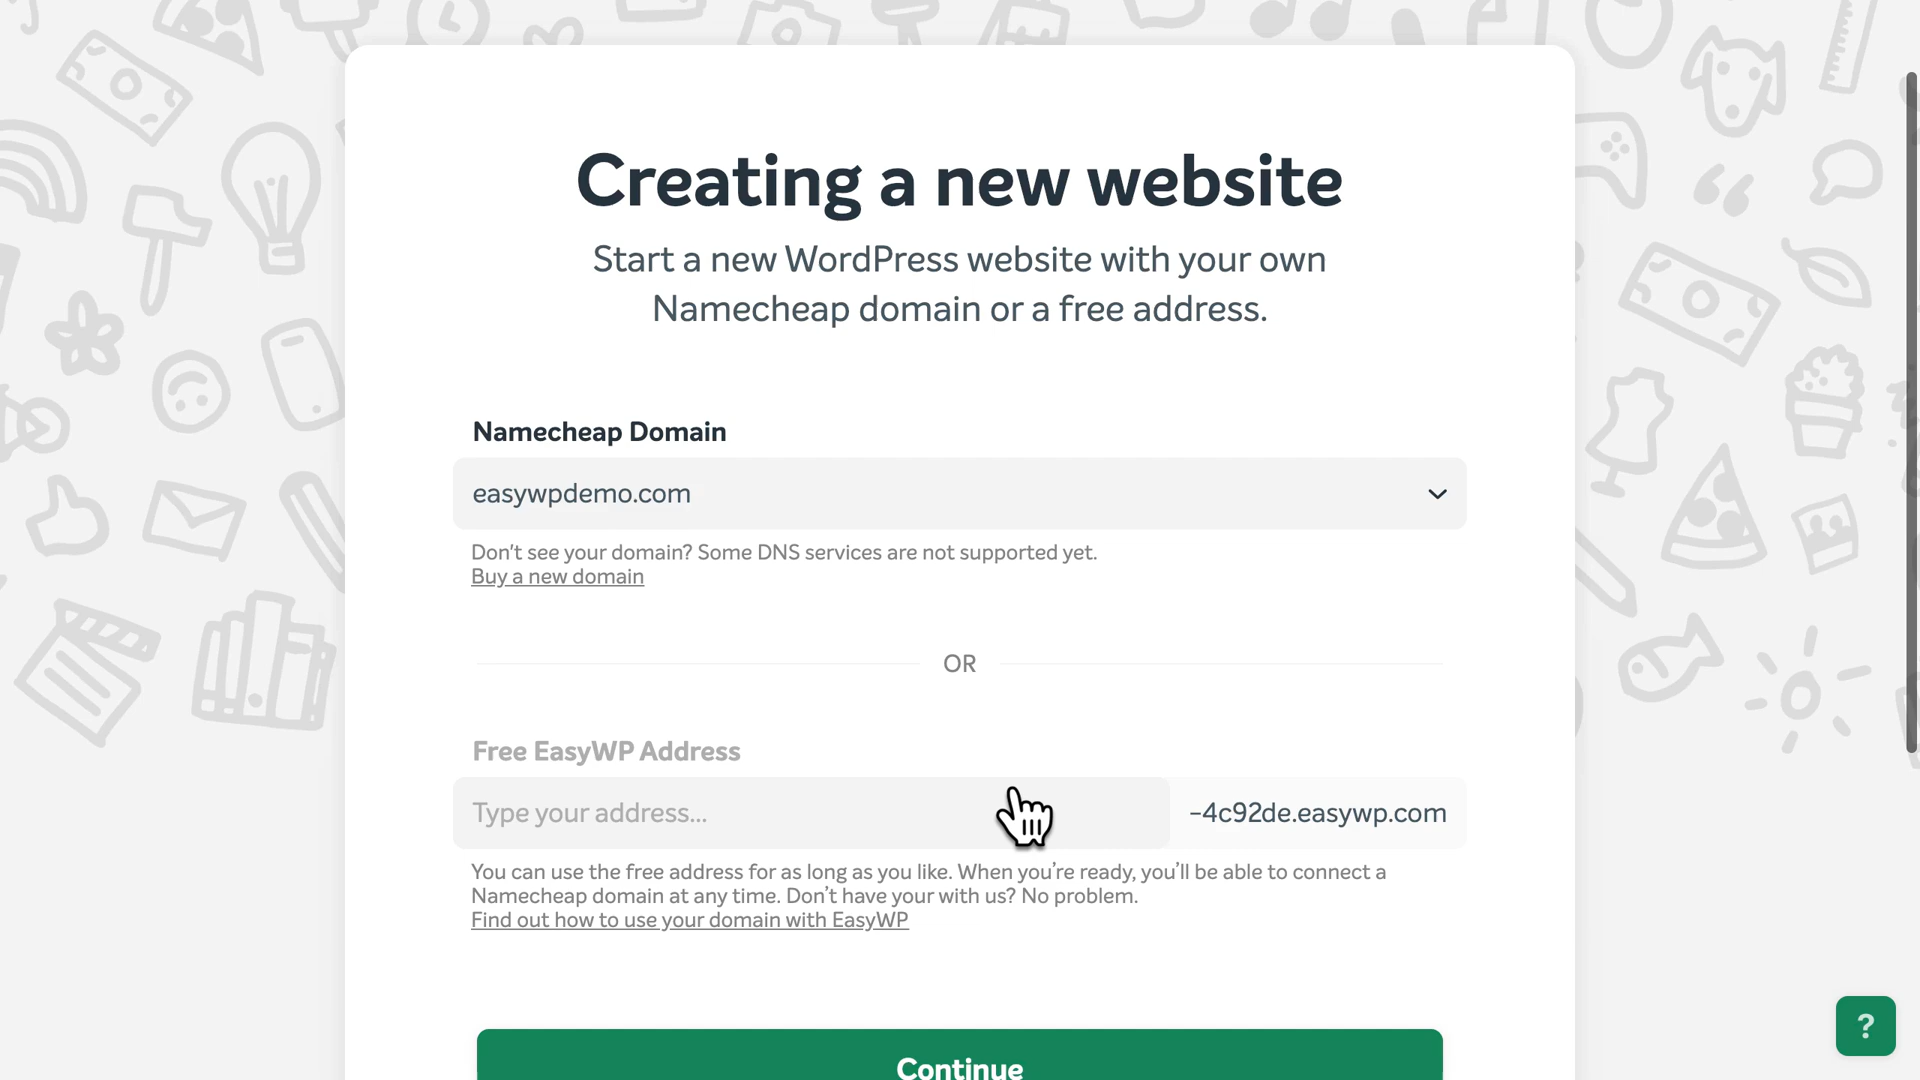 Creating a new website
Start a new WordPress website with your own
Namecheap domain or a free address.
Namecheap Domain
easywpdemo.com
Don't see your domain? Some DNS services are not supported yet.
Buy a new domain
OR
Free EasyWP Address
Type your address...
-4c92de.easywp.com
You can use the free address for as long as you like. When you’re ready, you’ll be able to connect a
Namecheap domain at any time. Don’t have your with us? No problem.
Find out how to use your domain with EasyWP
Continue
?